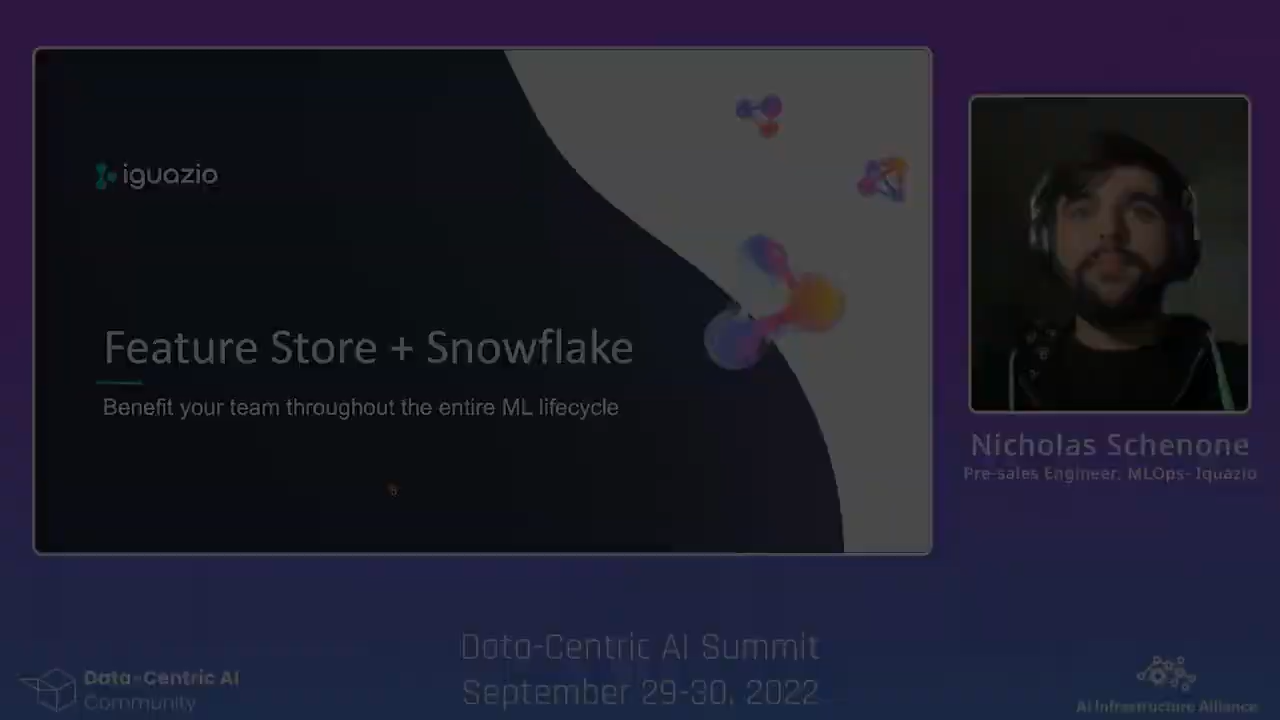 iguazio
Feature Store + Snowflake
Benefit your team throughout the entire ML lifecycle
Nicholas Schenone
Pre-sales Engineer, MLOps- Iguazio
Data-Centric AI Summit
September 29-30, 2022
Data-Centric AI
Community
AI Infrastructure Alliance